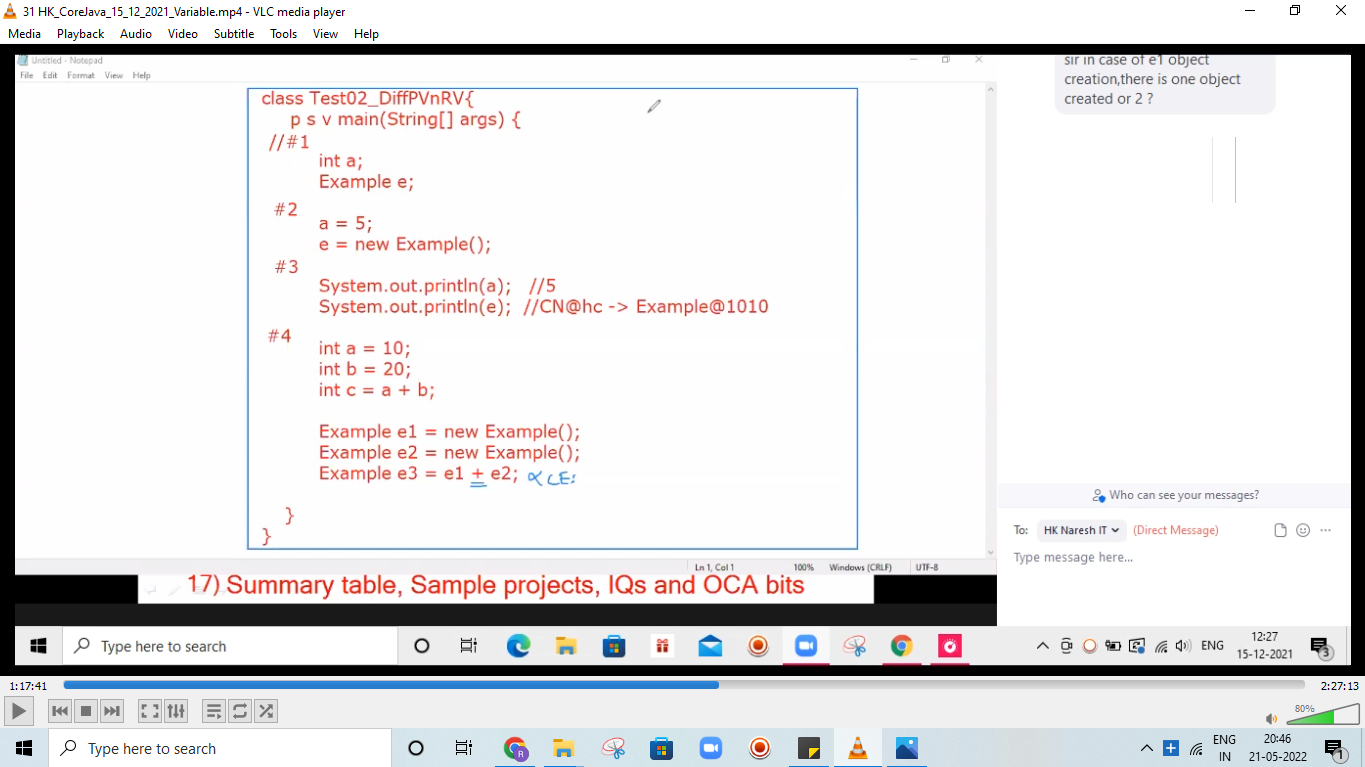 31 HK_CoreJava_15_12_2021_Variable.mp4 - VLC media player
Media Playback Audio Video Subtitle Tools View Help
Untitled - Notepad
File Edit Format View Help
class Test02_DiffPVnRV{
p s v main(String[] args) {
//#1
int a;
Example e;
#2
a = 5;
e = new Example();
#3
System.out.println(a); //5
System.out.println(e); //CN@hc -> Example@1010
#4
int a = 10;
int b = 20;
int c = a + b;
Example e1 = new Example();
Example e2 = new Example();
Example e3 = e1 + e2; CE:
}
}
Ln 1, Col 1 100% Windows (CRLF) UTF-8
17) Summary table, Sample projects, IQs and OCA bits
sir in case of e1 object
creation,there is one object
created or 2 ?
Who can see your messages?
To: HK Naresh IT (Direct Message)
Type message here...
Type here to search
ENG
12:27
15-12-2021
3
1:17:41
2:27:13
80%
Type here to search
R
ENG
IN
20:46
21-05-2022
1